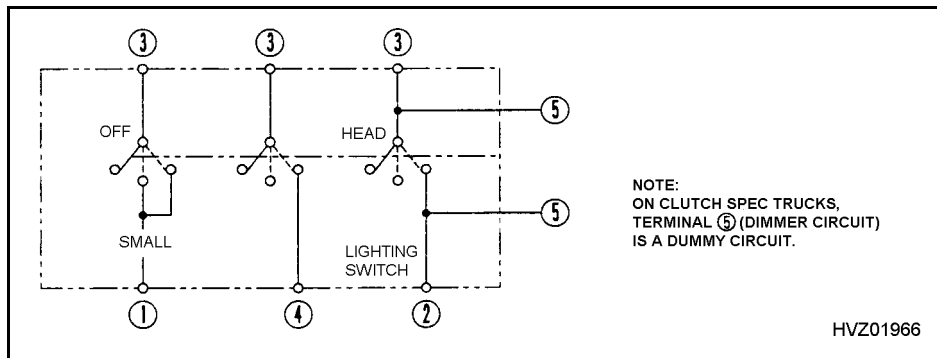 ③ ③ ③
⑤
OFF
HEAD
⑤
SMALL
LIGHTING
SWITCH
① ④ ②
NOTE:
ON CLUTCH SPEC TRUCKS,
TERMINAL ⑤ (DIMMER CIRCUIT)
IS A DUMMY CIRCUIT.
HVZ01966